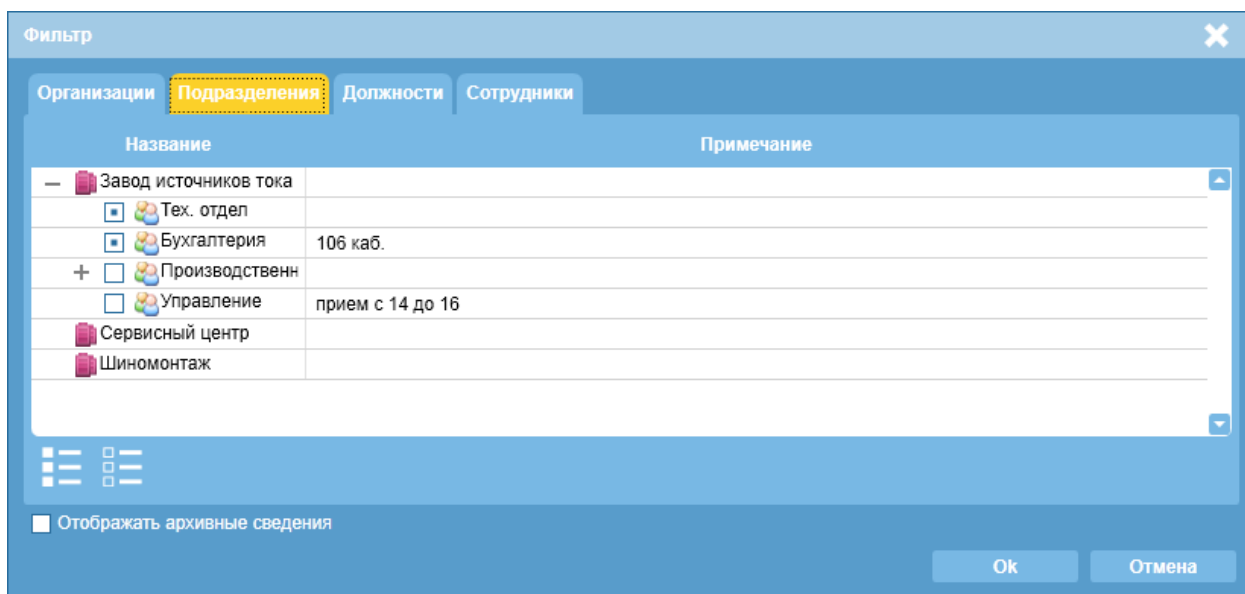 Фильтр
Организации Подразделения Должности Сотрудники
Название Примечание
Завод источников тока
Тех. отдел
Бухгалтерия 106 каб.
Производственн
Управление прием с 14 до 16
Сервисный центр
Шиномонтаж
Отображать архивные сведения
Ok Отмена